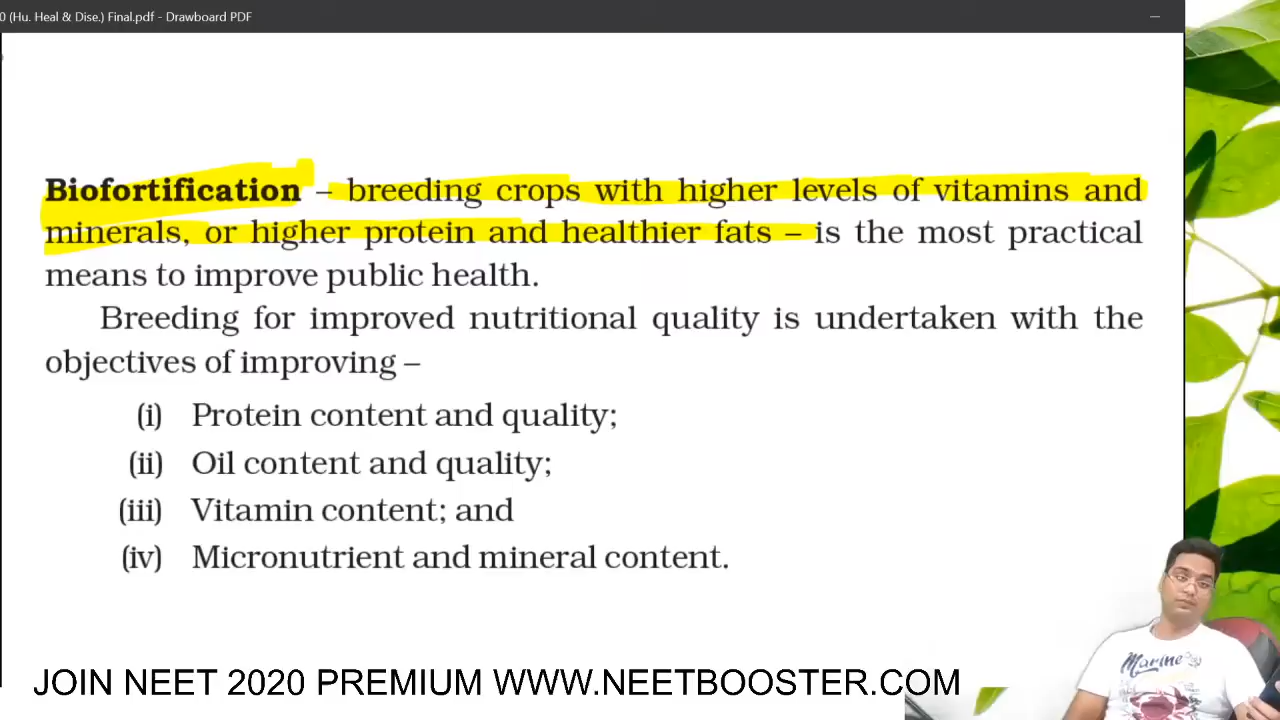 0 (Hu. Heal & Dise.) Final.pdf - Drawboard PDF
Biofortification – breeding crops with higher levels of vitamins and
minerals, or higher protein and healthier fats – is the most practical
means to improve public health.
Breeding for improved nutritional quality is undertaken with the
objectives of improving –
(i) Protein content and quality;
(ii) Oil content and quality;
(iii) Vitamin content; and
(iv) Micronutrient and mineral content.
Marine
JOIN NEET 2020 PREMIUM WWW.NEETBOOSTER.COM